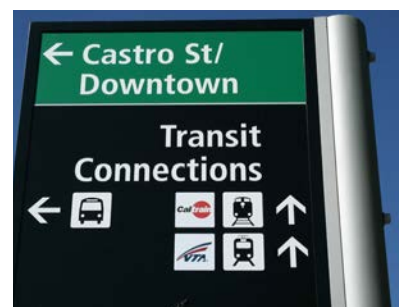 Castro St/
Downtown
Transit
Connections
Caltrain
VTA